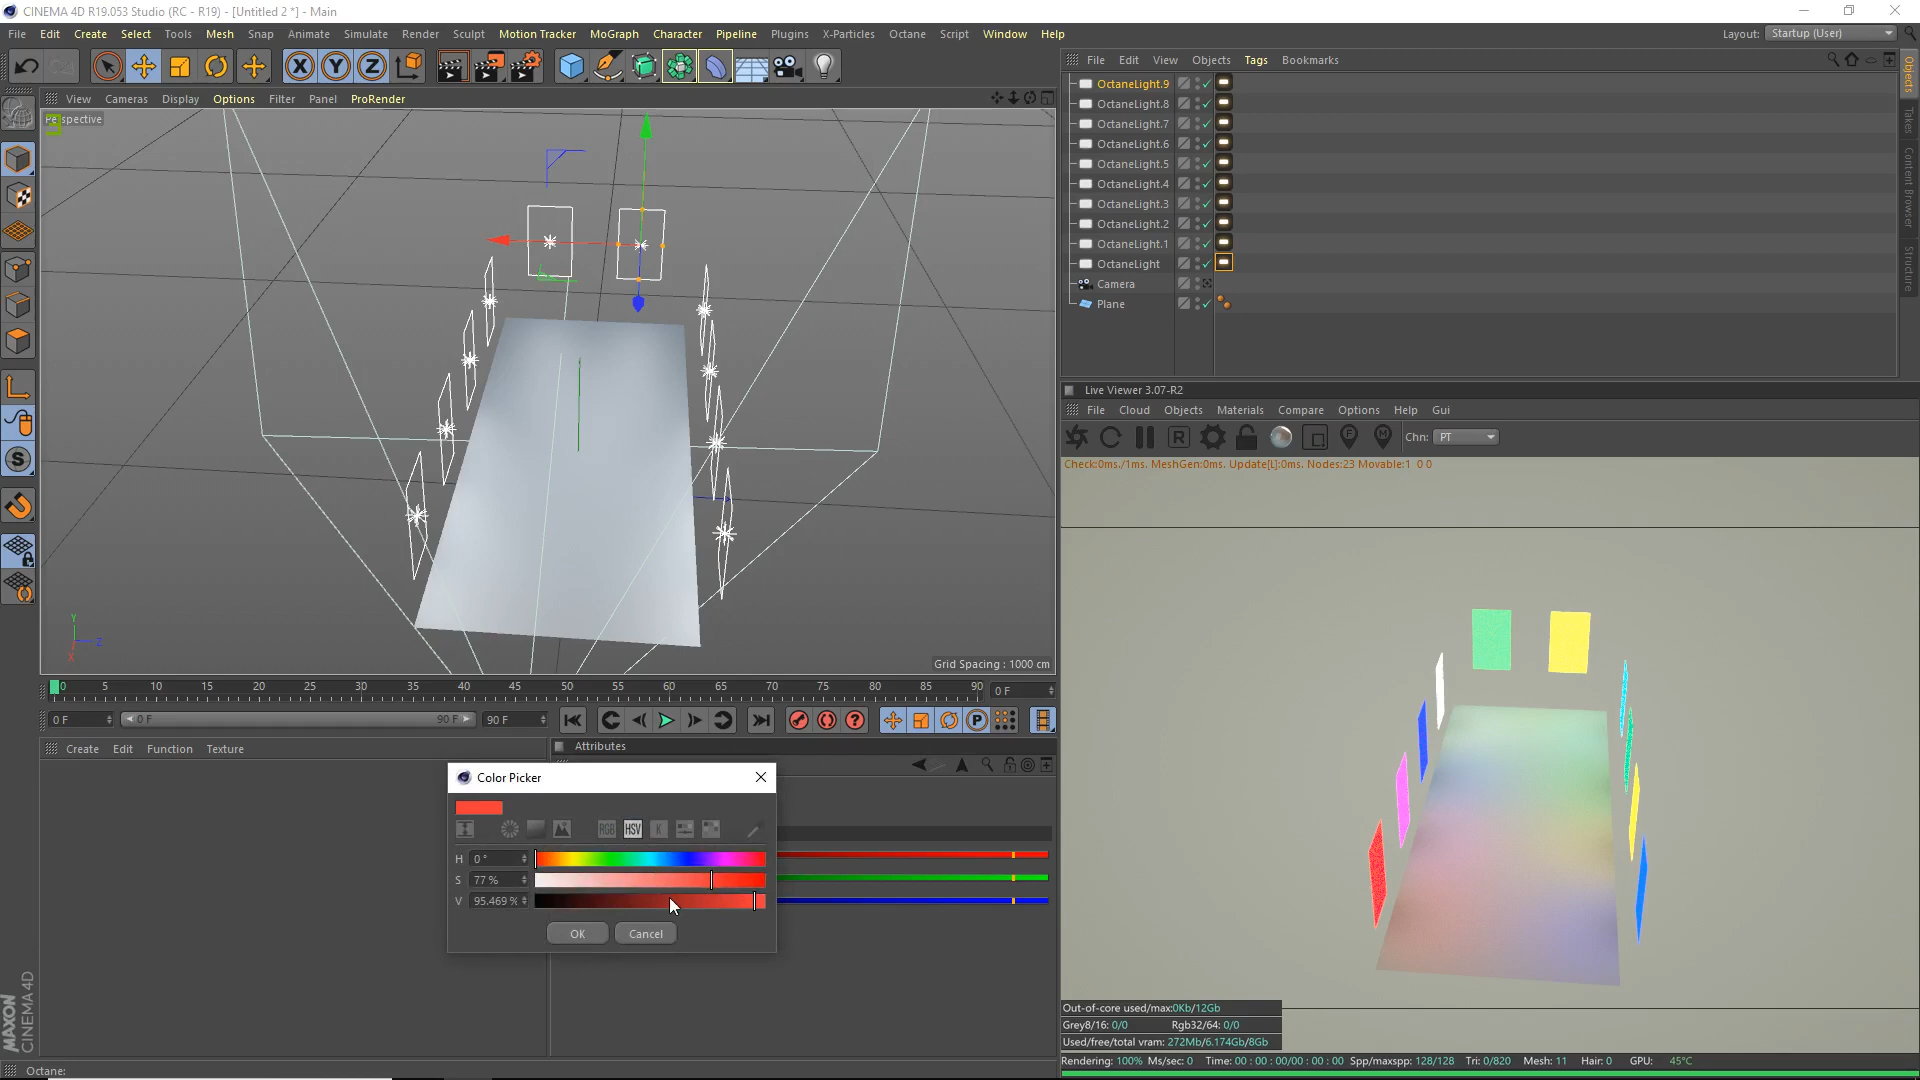 CINEMA 4D R19.053 Studio (RC - R19) - [Untitled 2 *] - Main
File Edit Create Select Tools Mesh Snap Animate Simulate Render Sculpt Motion Tracker MoGraph Character Pipeline Plugins X-Particles Octane Script Window Help
Layout: Startup (User)
File Edit View Objects Tags Bookmarks
OctaneLight.9
OctaneLight.8
OctaneLight.7
OctaneLight.6
OctaneLight.5
OctaneLight.4
OctaneLight.3
OctaneLight.2
OctaneLight.1
OctaneLight
Camera
Plane
Objects
Takes
Content Browser
Structure
View Cameras Display Options Filter Panel ProRender
Perspective
Grid Spacing : 1000 cm
Live Viewer 3.07-R2
File Cloud Objects Materials Compare Options Help Gui
Chn: PT
Check:0ms./1ms. MeshGen:0ms. Update[L]:0ms. Nodes:23 Movable:1 0 0
0 5 10 15 20 25 30 35 40 45 50 55 60 65 70 75 80 85 90 0 F
0 F 0 F 90 F 90 F
Create Edit Function Texture
Attributes
Color Picker
RGB HSV K
H 0 °
S 77 %
V 95.469 %
OK Cancel
Out-of-core used/max:0Kb/12Gb
Grey8/16: 0/0 Rgb32/64: 0/0
Used/free/total vram: 272Mb/6.174Gb/8Gb
Rendering: 100% Ms/sec: 0 Time: 00 : 00 : 00/00 : 00 : 00 Spp/maxspp: 128/128 Tri: 0/820 Mesh: 11 Hair: 0 GPU: 45°C
MAXON
CINEMA 4D
Octane: